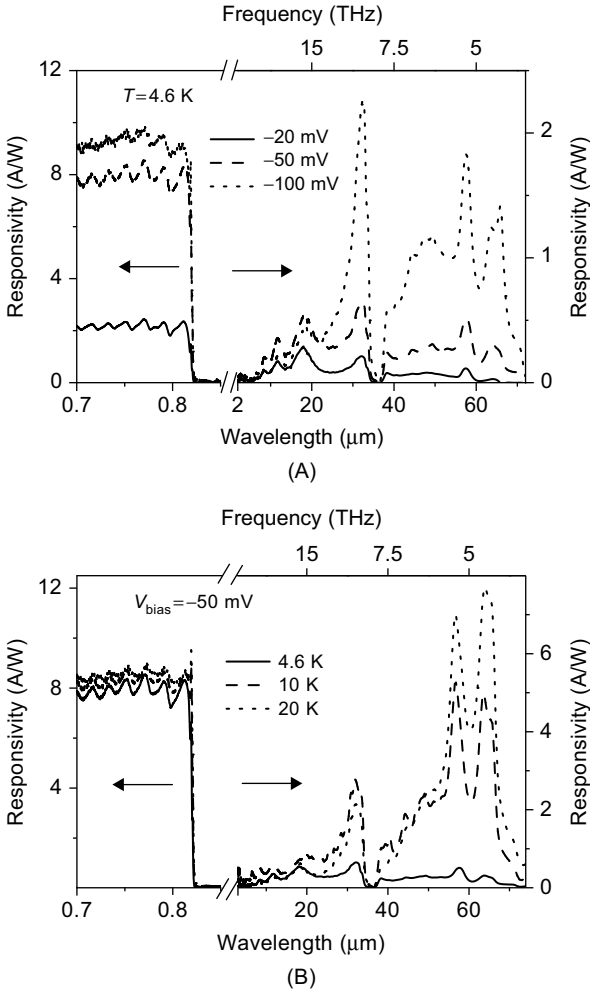 Frequency (THz)
15 7.5 5
12
8
4
0
Responsivity (A/W)
T=4.6 K
−20 mV
−50 mV
−100 mV
2
1
0
Responsivity (A/W)
0.7 0.8 2 20 40 60
Wavelength (μm)
(A)
Frequency (THz)
15 7.5 5
12
8
4
Responsivity (A/W)
Vbias=−50 mV
4.6 K
10 K
20 K
6
4
2
0
Responsivity (A/W)
0.7 0.8 20 40 60
Wavelength (μm)
(B)